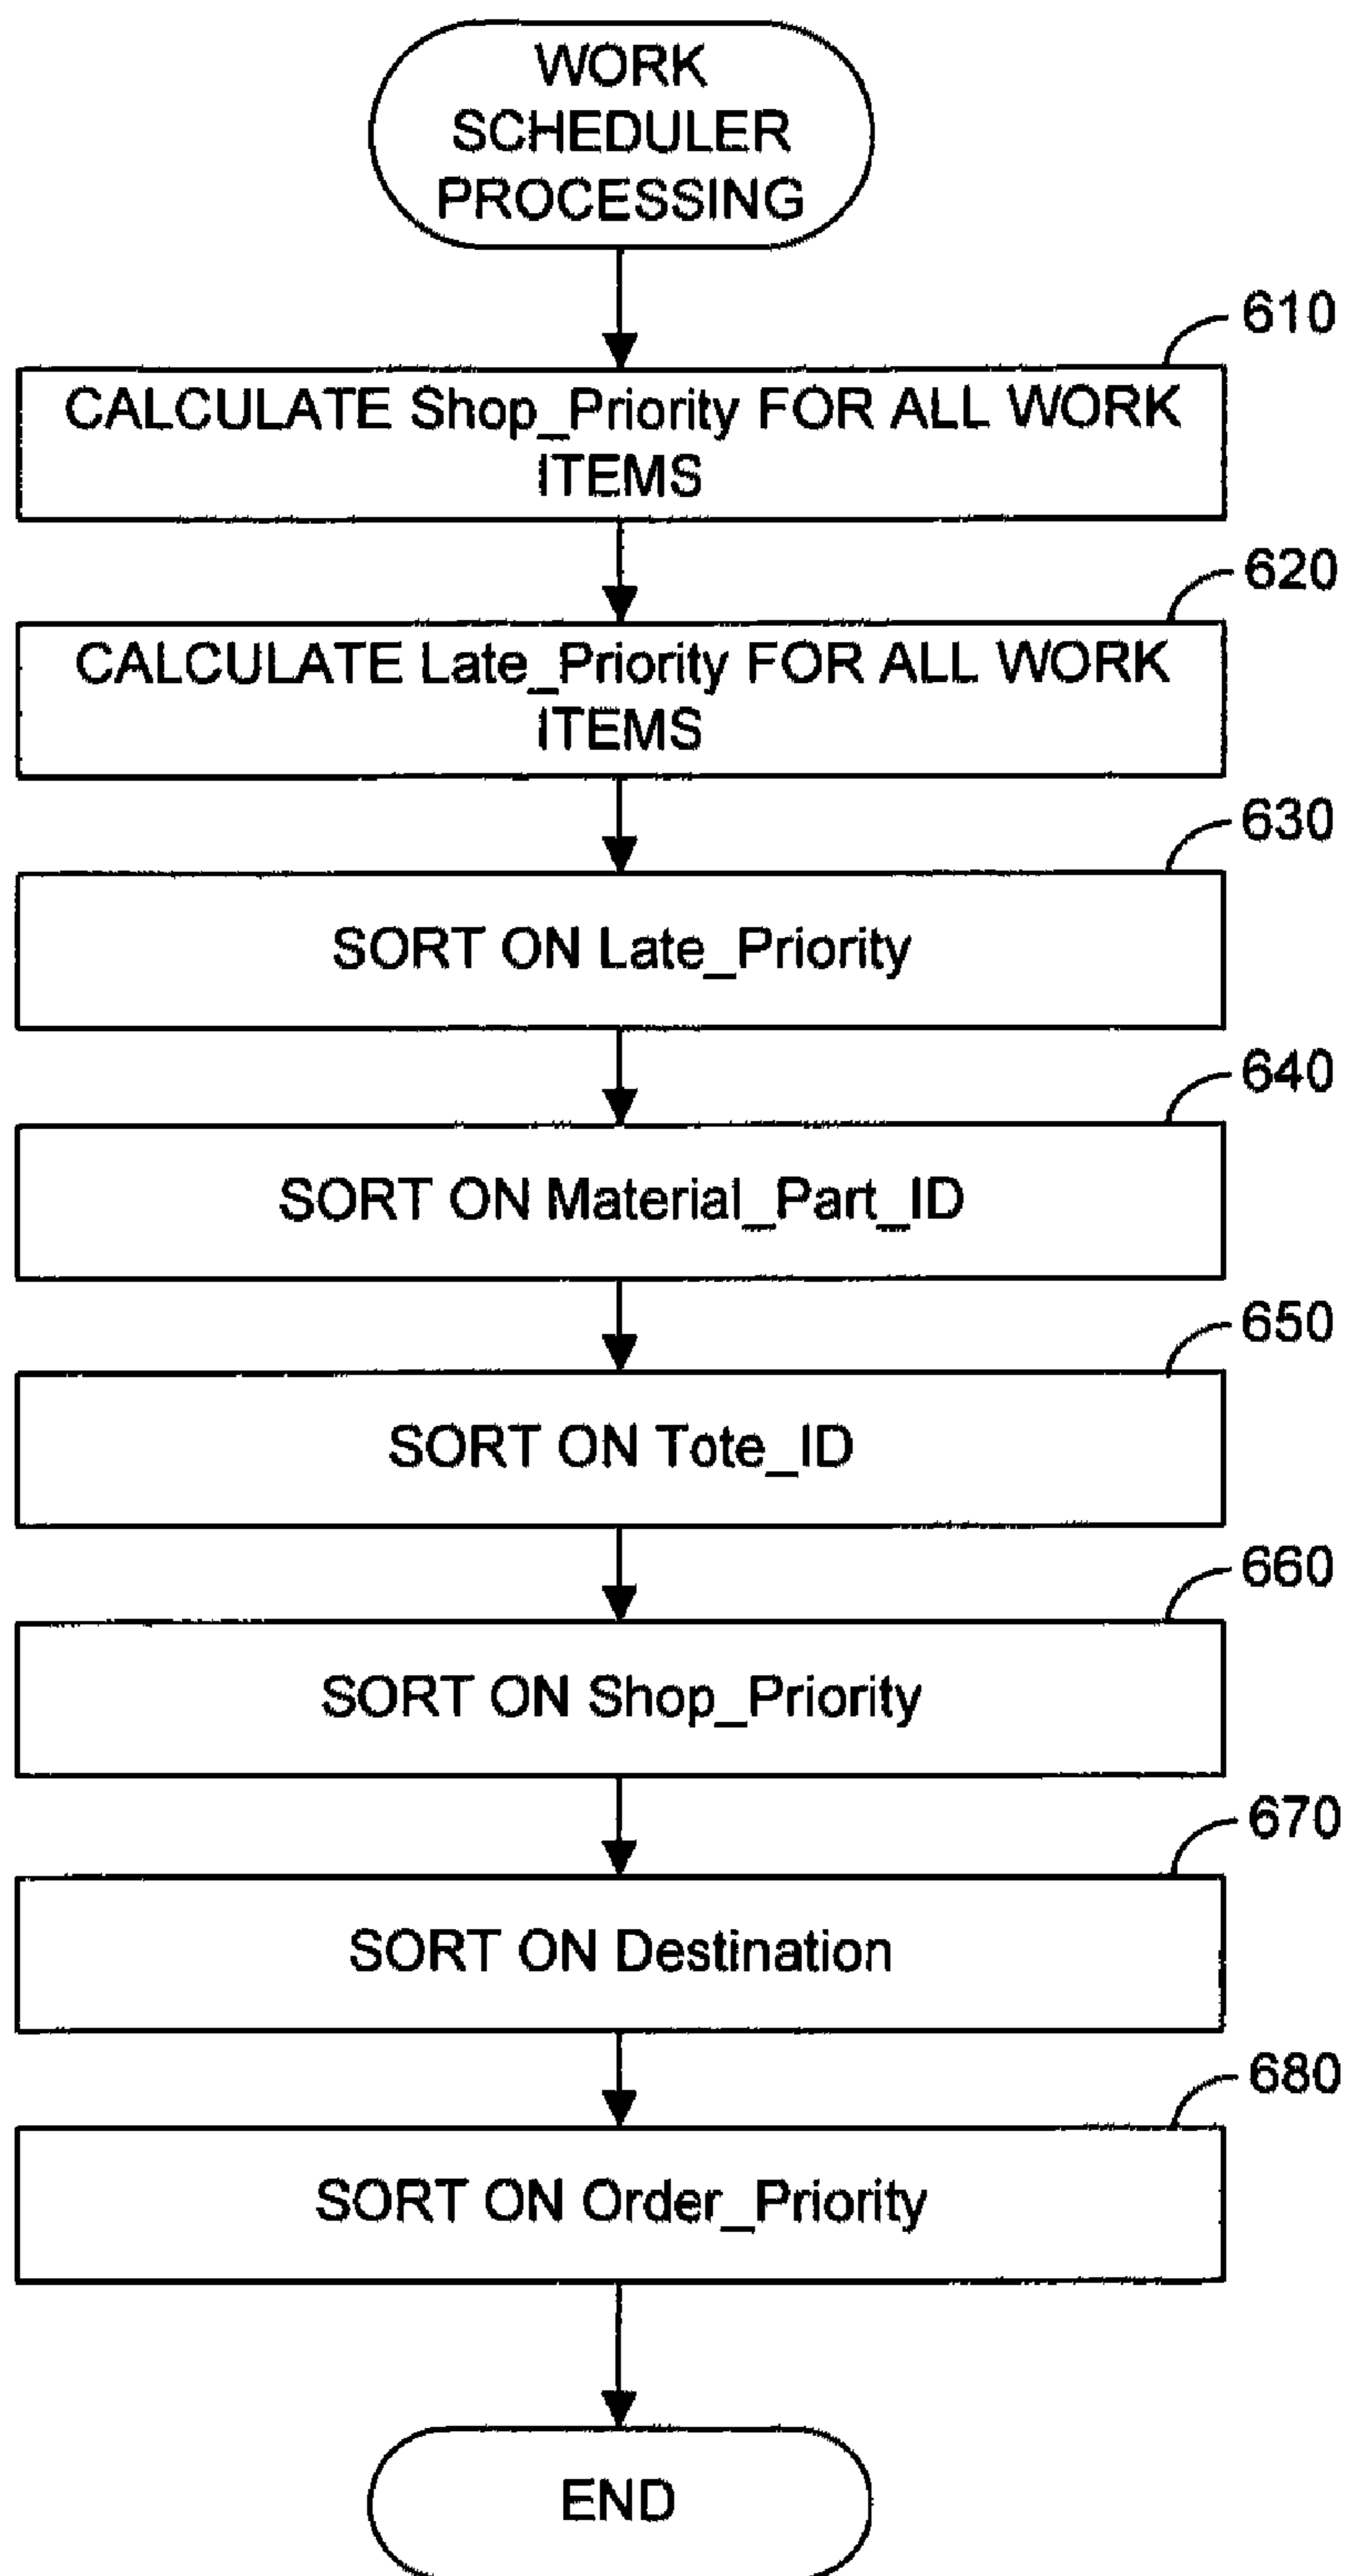 WORK
SCHEDULER
PROCESSING
610
CALCULATE Shop_Priority FOR ALL WORK
ITEMS
620
CALCULATE Late_Priority FOR ALL WORK
ITEMS
630
SORT ON Late_Priority
640
SORT ON Material_Part_ID
650
SORT ON Tote_ID
660
SORT ON Shop_Priority
670
SORT ON Destination
680
SORT ON Order_Priority
END